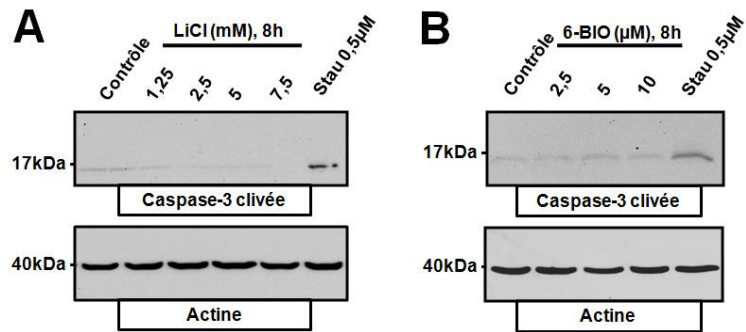 A
LiCl (mM), 8h
Contrôle
1,25
2,5
5
7,5
Stau 0,5µM
17kDa
Caspase-3 clivée
40kDa
Actine
B
6-BIO (µM), 8h
Contrôle
2,5
5
10
Stau 0,5µM
17kDa
Caspase-3 clivée
40kDa
Actine